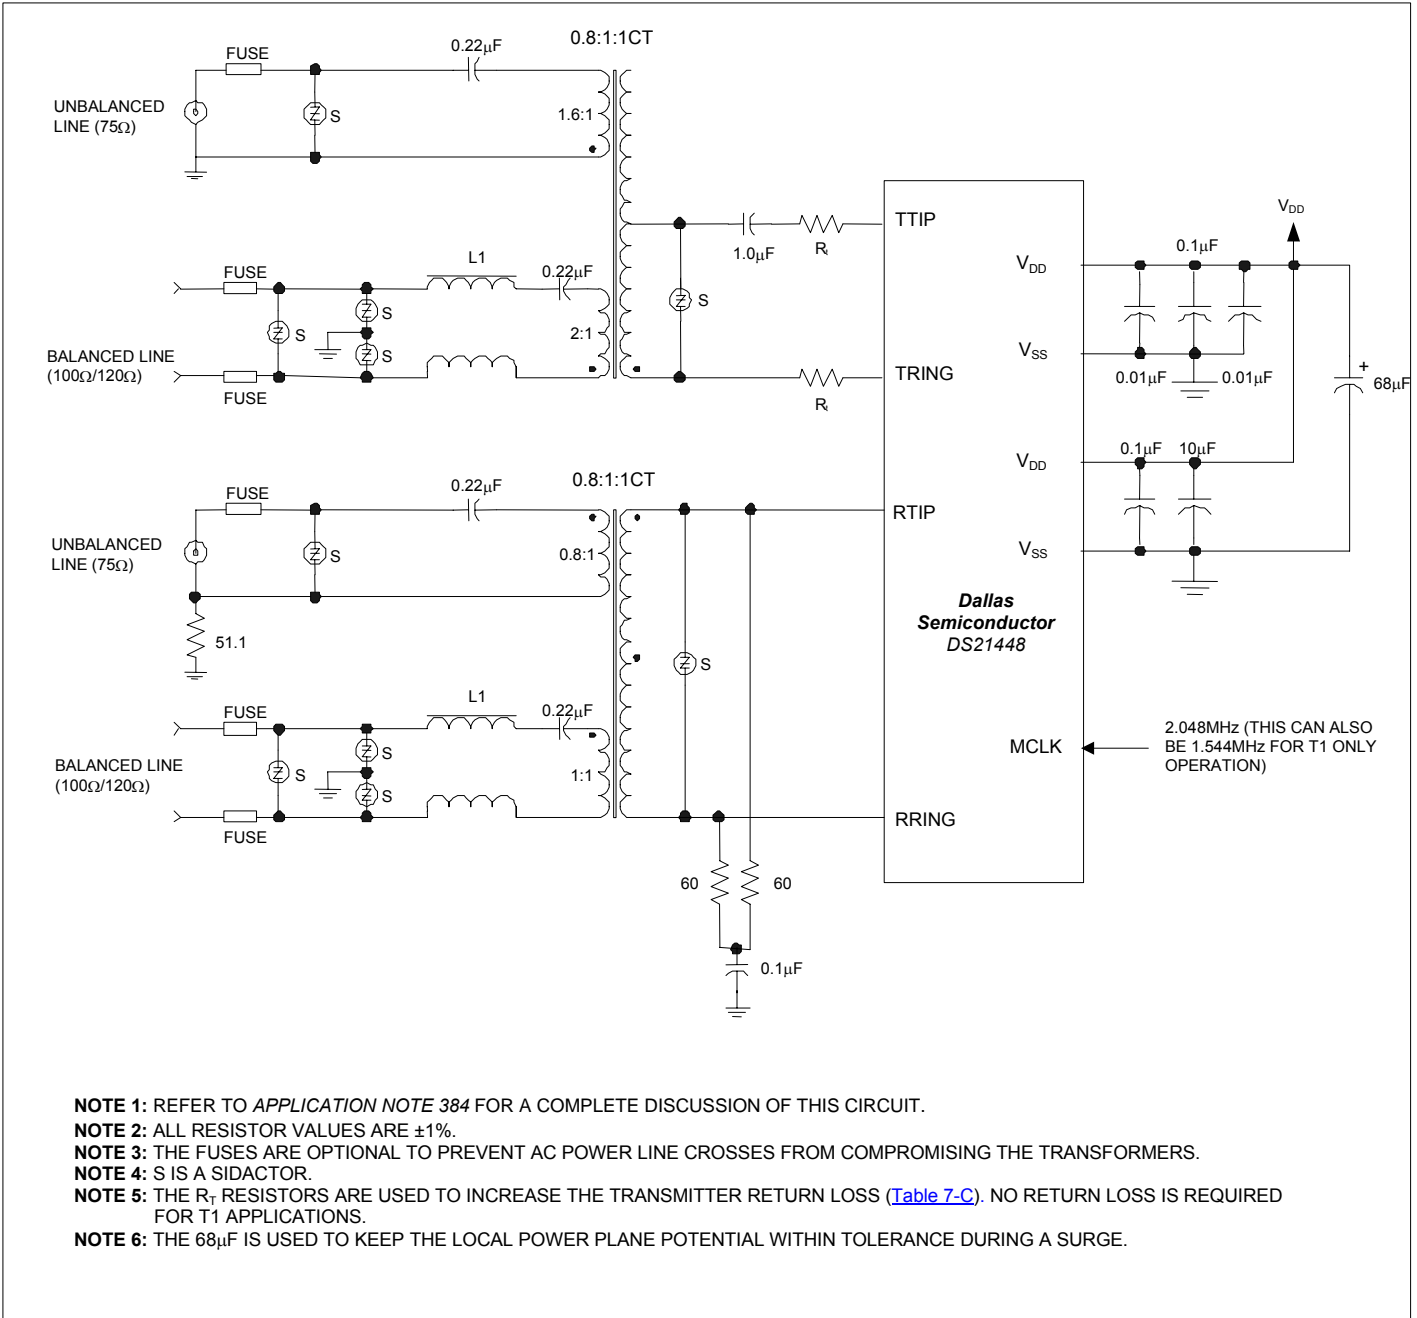 0.8:1:1CT
0.22μF
FUSE
UNBALANCED
LINE (75Ω)
S
1.6:1
L1
FUSE
0.22μF
S
S
S
2:1
BALANCED LINE
(100Ω/120Ω)
FUSE
S
1.0μF
Rt
Rt
TTIP
TRING
VDD
VSS
VDD
0.1μF
0.01μF
0.01μF
+
68μF
VDD
VSS
0.1μF
10μF
0.8:1:1CT
0.22μF
FUSE
UNBALANCED
LINE (75Ω)
S
0.8:1
51.1
L1
FUSE
0.22μF
S
S
S
1:1
BALANCED LINE
(100Ω/120Ω)
FUSE
S
RTIP
Dallas
Semiconductor
DS21448
MCLK
2.048MHz (THIS CAN ALSO
BE 1.544MHz FOR T1 ONLY
OPERATION)
RRING
60
60
0.1μF
NOTE 1: REFER TO APPLICATION NOTE 384 FOR A COMPLETE DISCUSSION OF THIS CIRCUIT.
NOTE 2: ALL RESISTOR VALUES ARE ±1%.
NOTE 3: THE FUSES ARE OPTIONAL TO PREVENT AC POWER LINE CROSSES FROM COMPROMISING THE TRANSFORMERS.
NOTE 4: S IS A SIDACTOR.
NOTE 5: THE RT RESISTORS ARE USED TO INCREASE THE TRANSMITTER RETURN LOSS (Table 7-C). NO RETURN LOSS IS REQUIRED
FOR T1 APPLICATIONS.
NOTE 6: THE 68μF IS USED TO KEEP THE LOCAL POWER PLANE POTENTIAL WITHIN TOLERANCE DURING A SURGE.